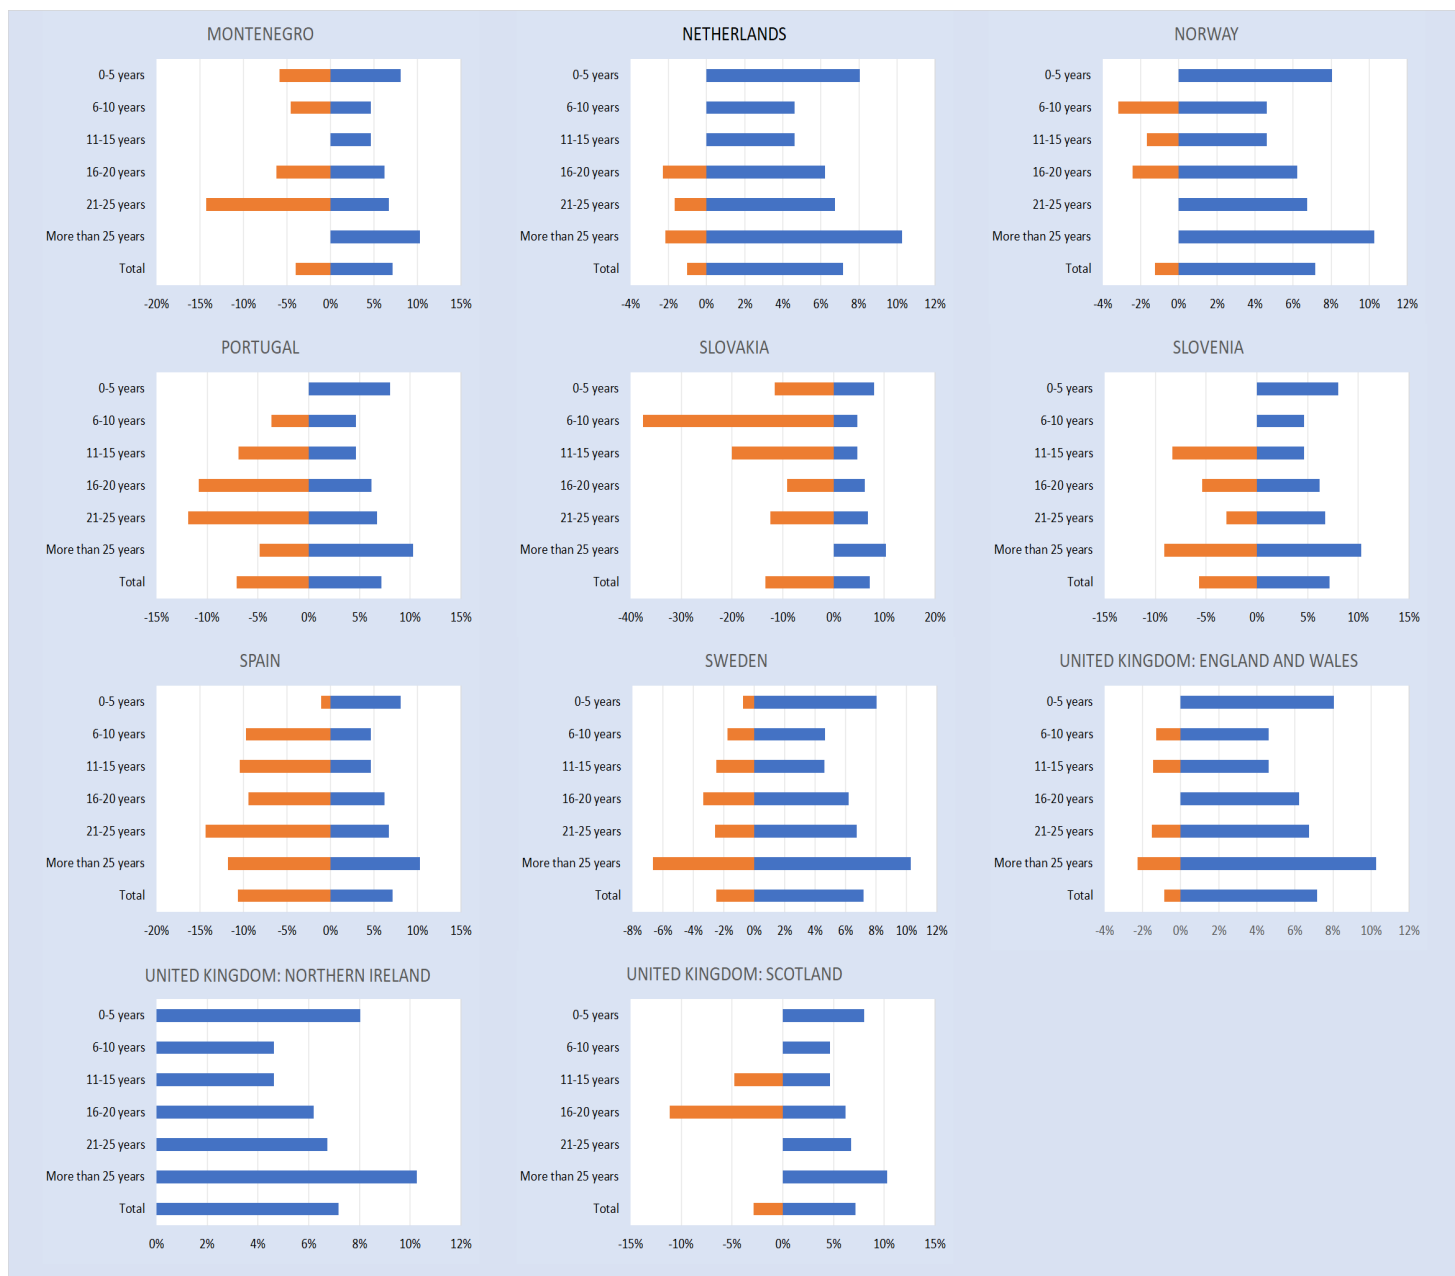 MONTENEGRO
0-5 years
6-10 years
11-15 years
16-20 years
21-25 years
More than 25 years
Total
-20% -15% -10% -5% 0% 5% 10% 15%
NETHERLANDS
0-5 years
6-10 years
11-15 years
16-20 years
21-25 years
More than 25 years
Total
-4% -2% 0% 2% 4% 6% 8% 10% 12%
NORWAY
0-5 years
6-10 years
11-15 years
16-20 years
21-25 years
More than 25 years
Total
-4% -2% 0% 2% 4% 6% 8% 10% 12%
PORTUGAL
0-5 years
6-10 years
11-15 years
16-20 years
21-25 years
More than 25 years
Total
-15% -10% -5% 0% 5% 10% 15%
SLOVAKIA
0-5 years
6-10 years
11-15 years
16-20 years
21-25 years
More than 25 years
Total
-40% -30% -20% -10% 0% 10% 20%
SLOVENIA
0-5 years
6-10 years
11-15 years
16-20 years
21-25 years
More than 25 years
Total
-15% -10% -5% 0% 5% 10% 15%
SPAIN
0-5 years
6-10 years
11-15 years
16-20 years
21-25 years
More than 25 years
Total
-20% -15% -10% -5% 0% 5% 10% 15%
SWEDEN
0-5 years
6-10 years
11-15 years
16-20 years
21-25 years
More than 25 years
Total
-8% -6% -4% -2% 0% 2% 4% 6% 8% 10% 12%
UNITED KINGDOM: ENGLAND AND WALES
0-5 years
6-10 years
11-15 years
16-20 years
21-25 years
More than 25 years
Total
-4% -2% 0% 2% 4% 6% 8% 10% 12%
UNITED KINGDOM: NORTHERN IRELAND
0-5 years
6-10 years
11-15 years
16-20 years
21-25 years
More than 25 years
Total
0% 2% 4% 6% 8% 10% 12%
UNITED KINGDOM: SCOTLAND
0-5 years
6-10 years
11-15 years
16-20 years
21-25 years
More than 25 years
Total
-15% -10% -5% 0% 5% 10% 15%